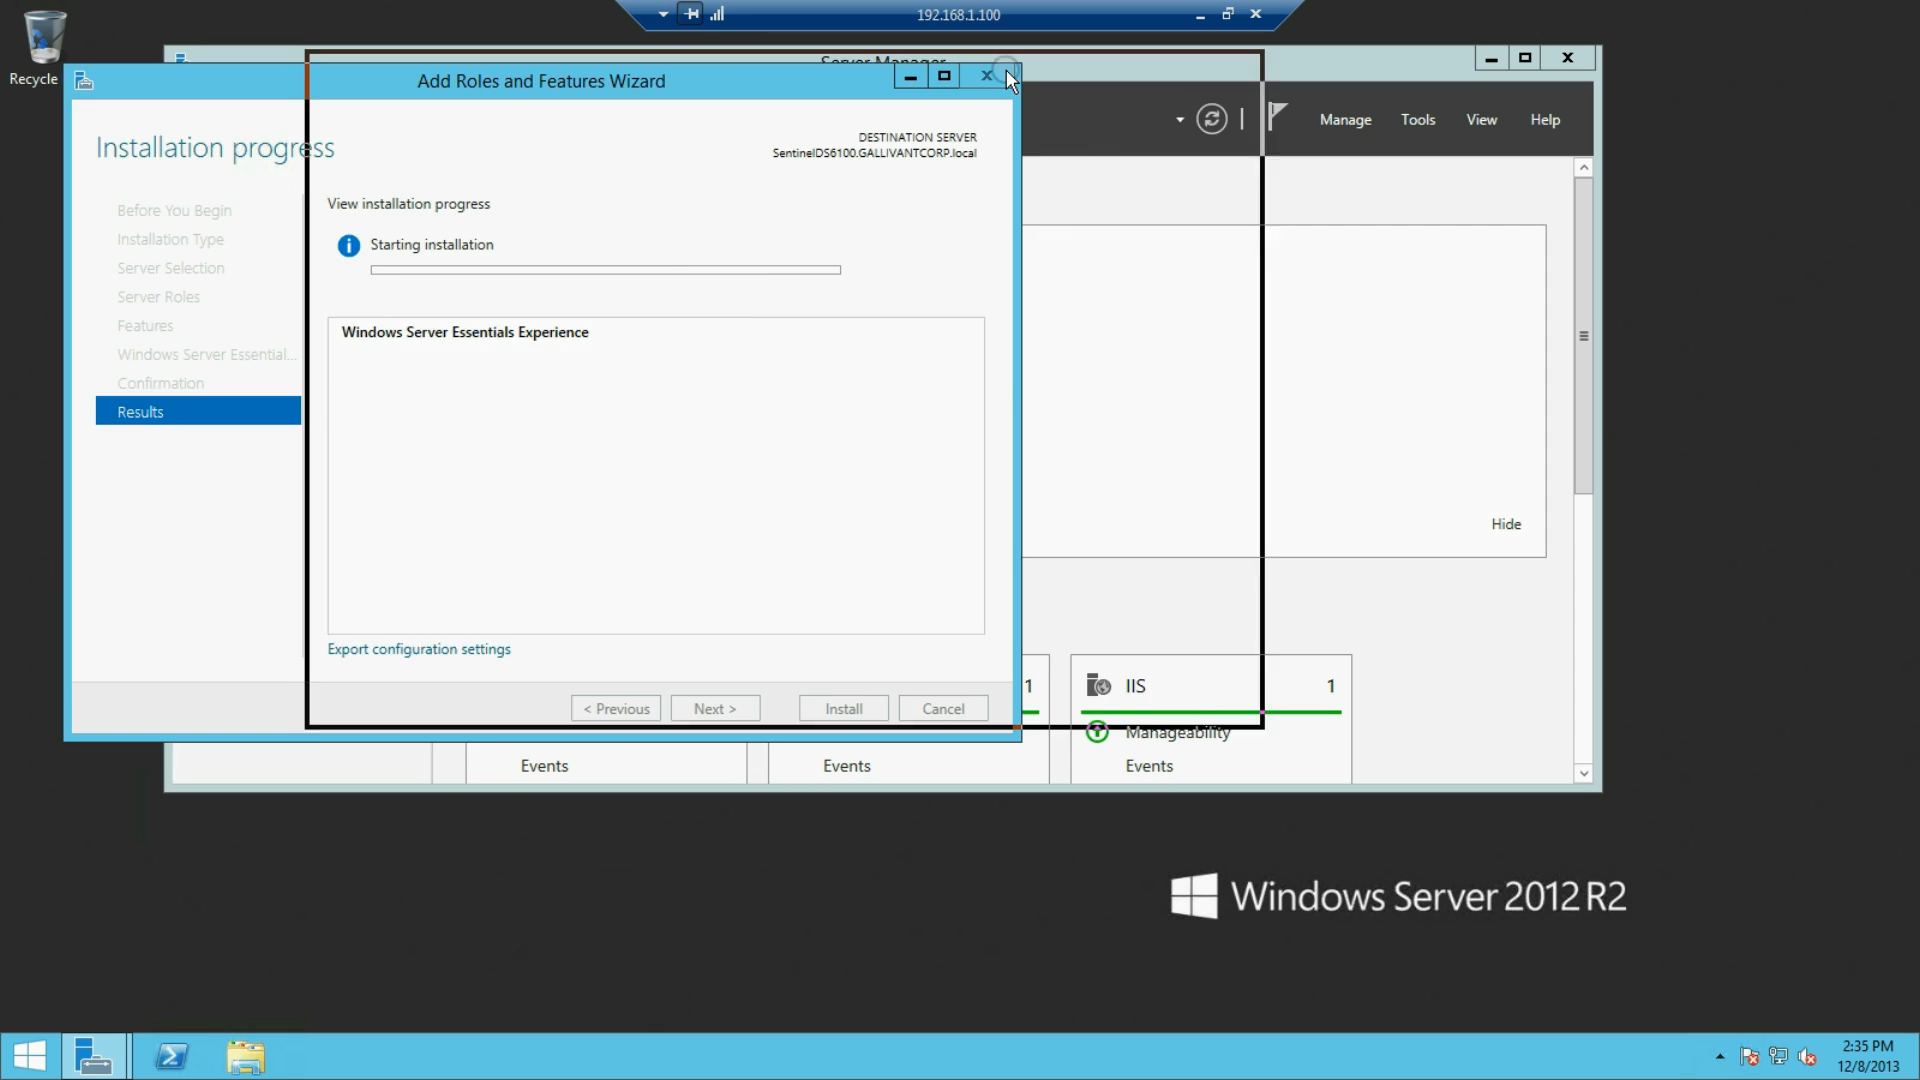 192.168.1.100
Recycle
Server Manager
Add Roles and Features Wizard
Manage
Tools
View
Help
Installation progress
DESTINATION SERVER
SentinelDS6100.GALLIVANTCORP.local
Before You Begin
Installation Type
Server Selection
Server Roles
Features
Windows Server Essential...
Confirmation
Results
View installation progress
Starting installation
Windows Server Essentials Experience
Export configuration settings
< Previous
Next >
Install
Cancel
Hide
1
IIS
1
Manageability
Events
Events
Events
Windows Server 2012 R2
2:35 PM
12/8/2013